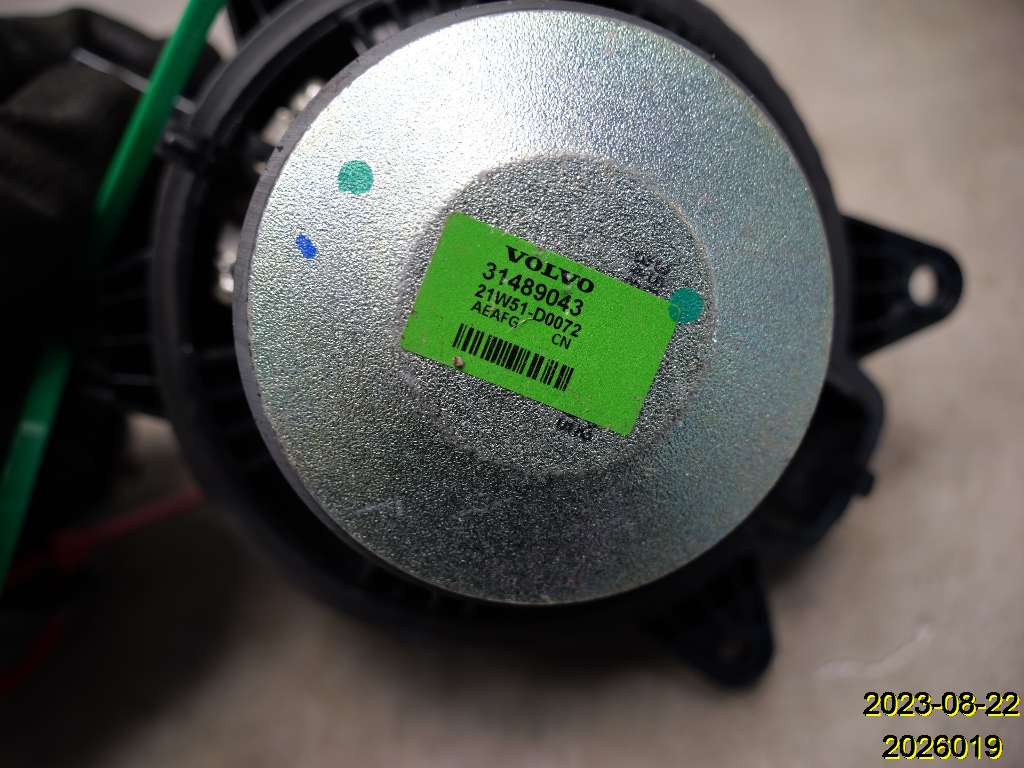 VOLVO
31489043
21W51-D0072
AEAFG CN
2023-08-22
2026019